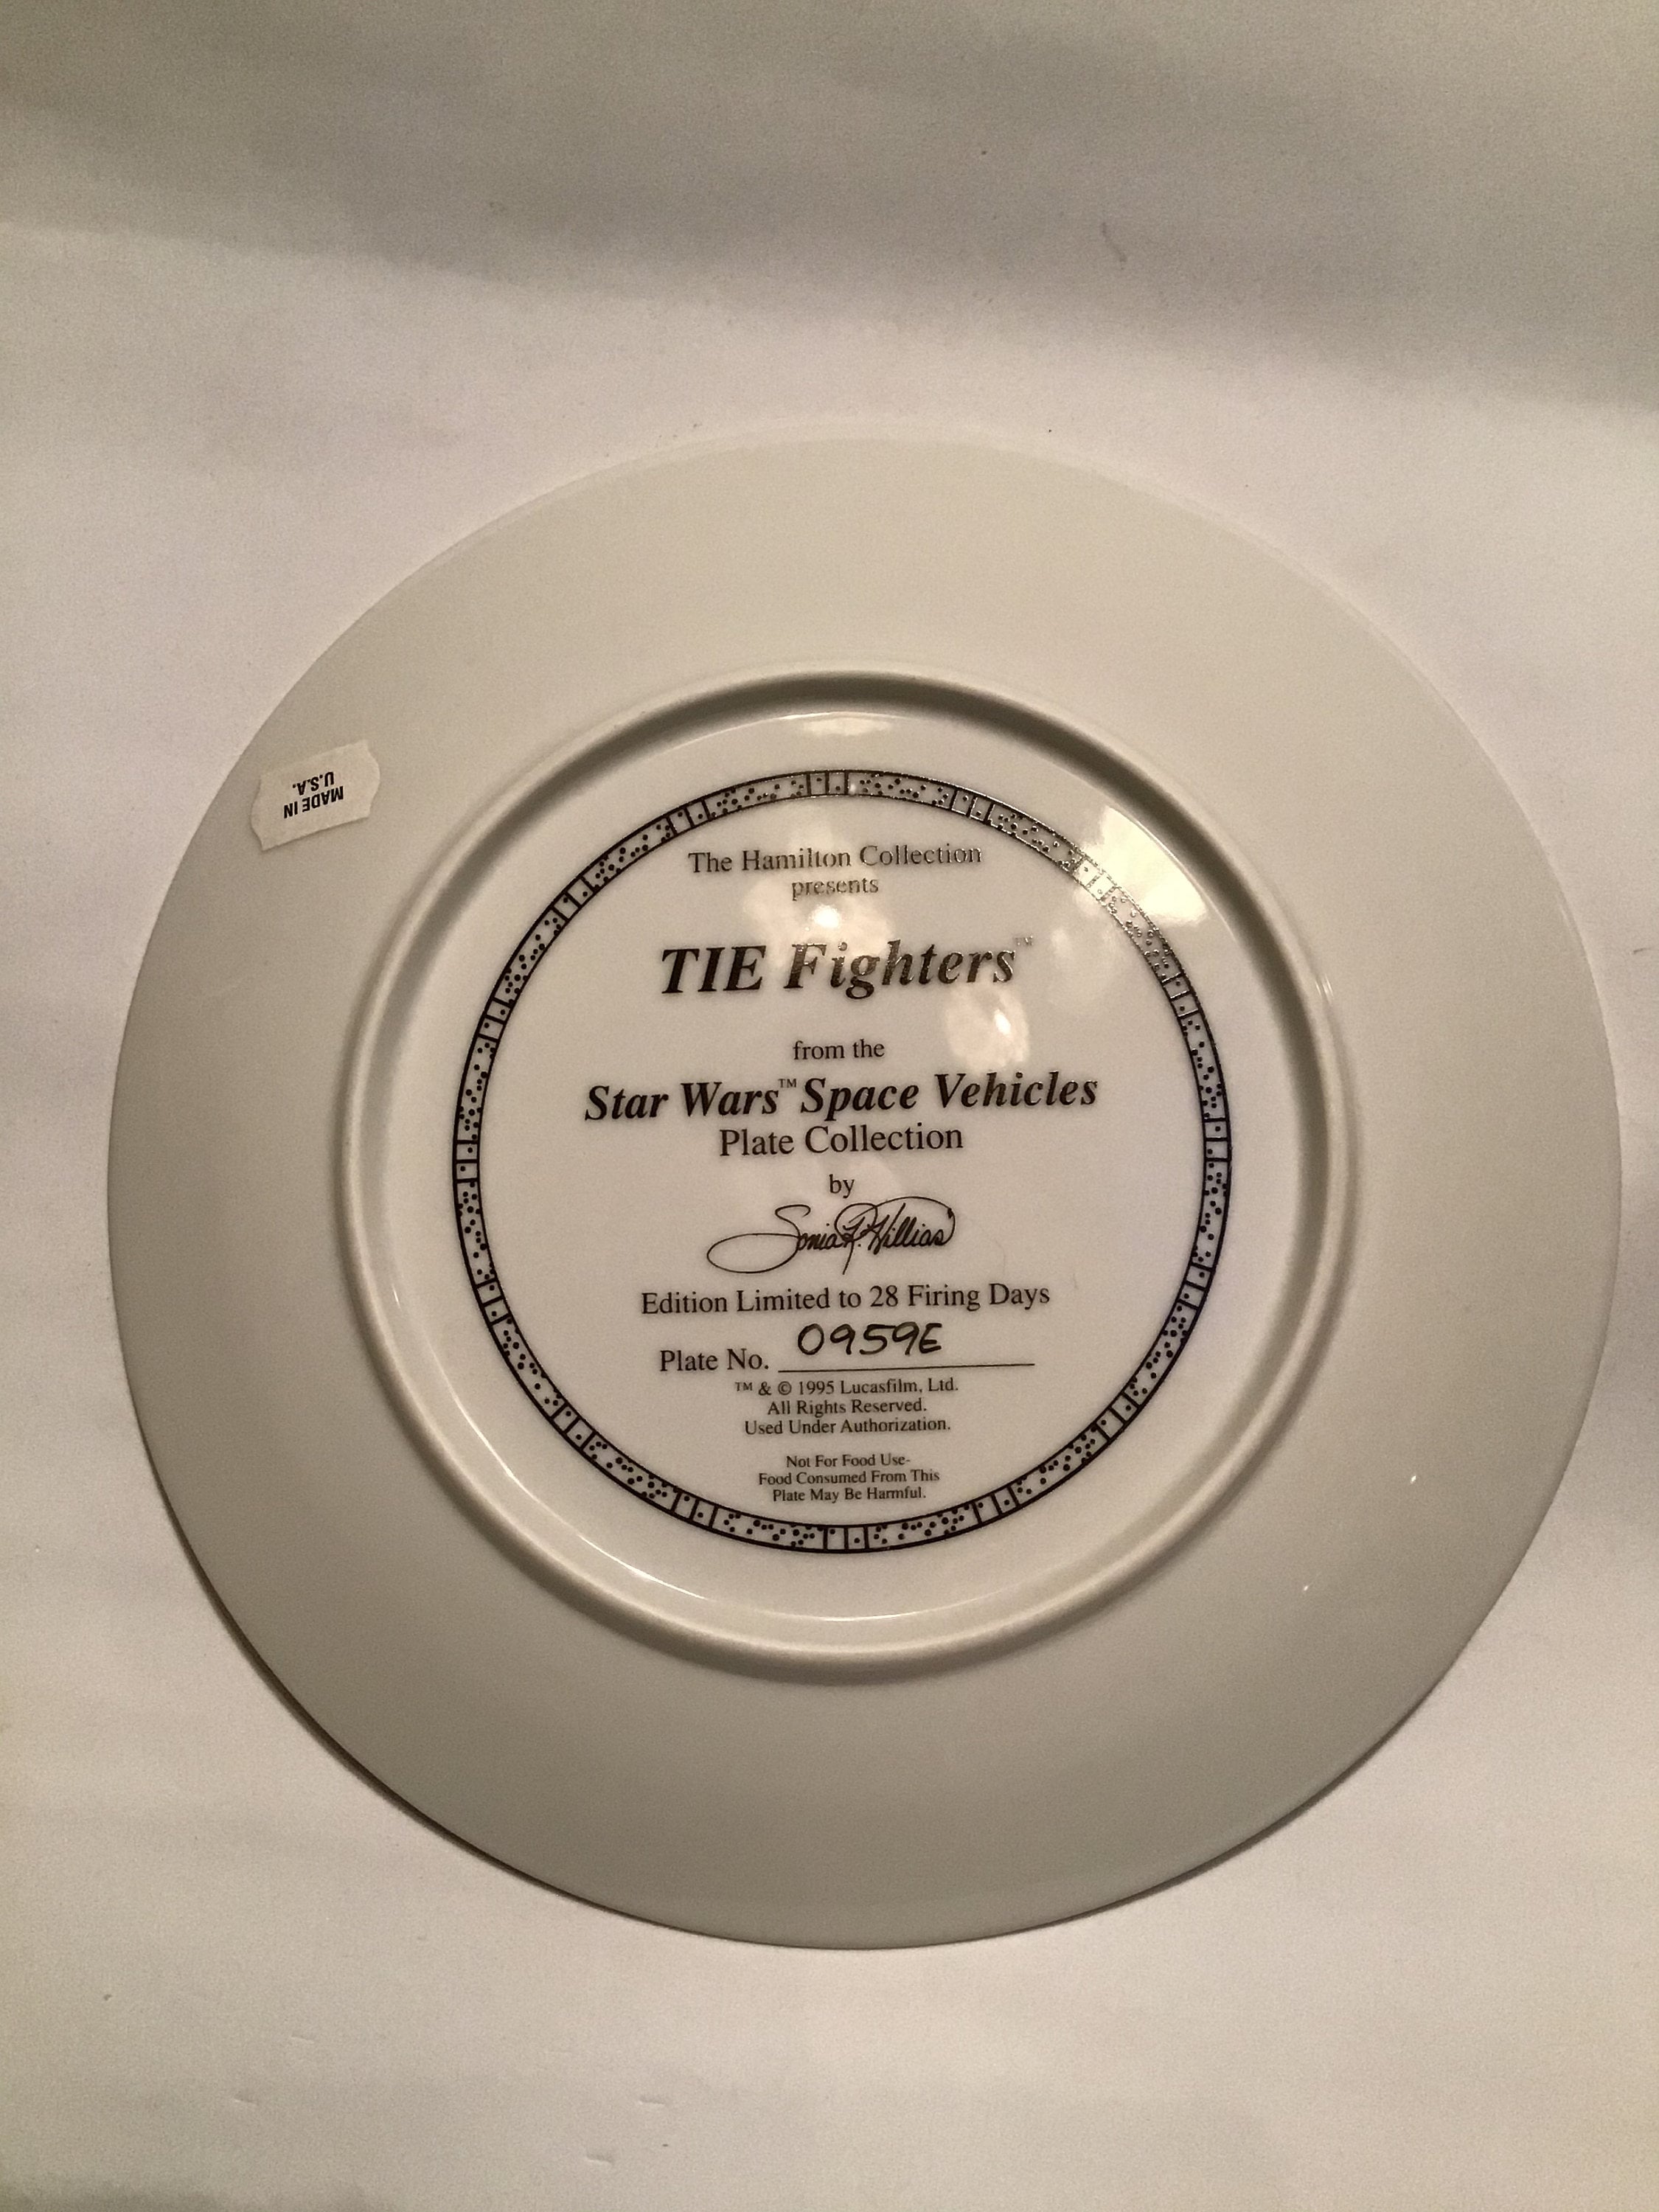 MADE IN
U.S.A.
The Hamilton Collection
presents
TIE Fighters™
from the
Star Wars™ Space Vehicles
Plate Collection
by
Sonia R. Hillios
Edition Limited to 28 Firing Days
Plate No. 0959E
™ & © 1995 Lucasfilm, Ltd.
All Rights Reserved.
Used Under Authorization.
Not For Food Use-
Food Consumed From This
Plate May Be Harmful.